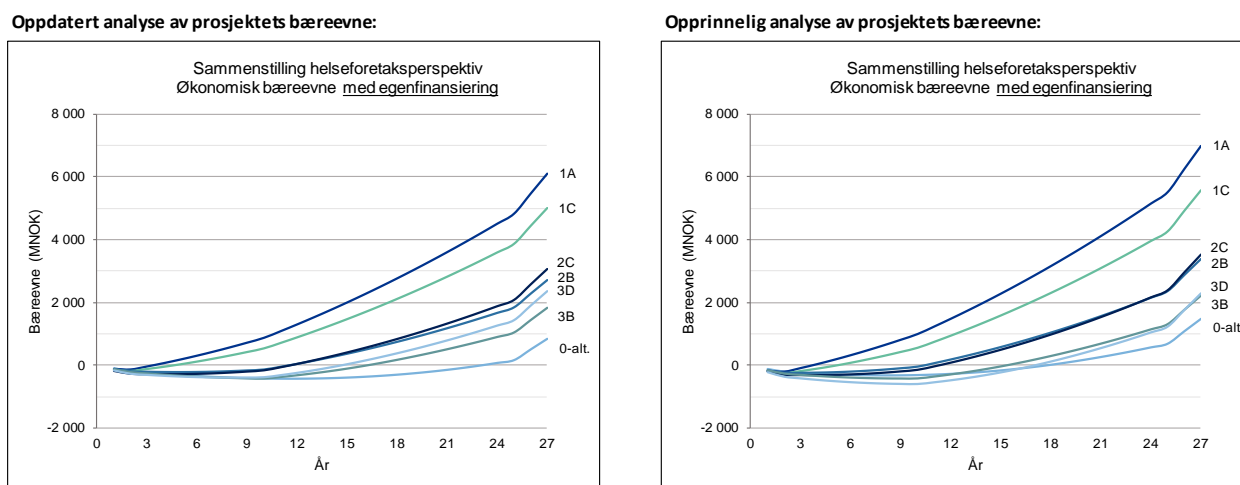 Oppdatert analyse av prosjektets bæreevne:
Sammenstilling helseforetaksperspektiv
Økonomisk bæreevne med egenfinansiering
Bæreevne (MNOK)
8 000
6 000
4 000
2 000
0
-2 000
0 3 6 9 12 15 18 21 24 27
År
1A
1C
2C
2B
3D
3B
0-alt.
Opprinnelig analyse av prosjektets bæreevne:
Sammenstilling helseforetaksperspektiv
Økonomisk bæreevne med egenfinansiering
Bæreevne (MNOK)
8 000
6 000
4 000
2 000
0
-2 000
0 3 6 9 12 15 18 21 24 27
År
1A
1C
2C
2B
3D
3B
0-alt.